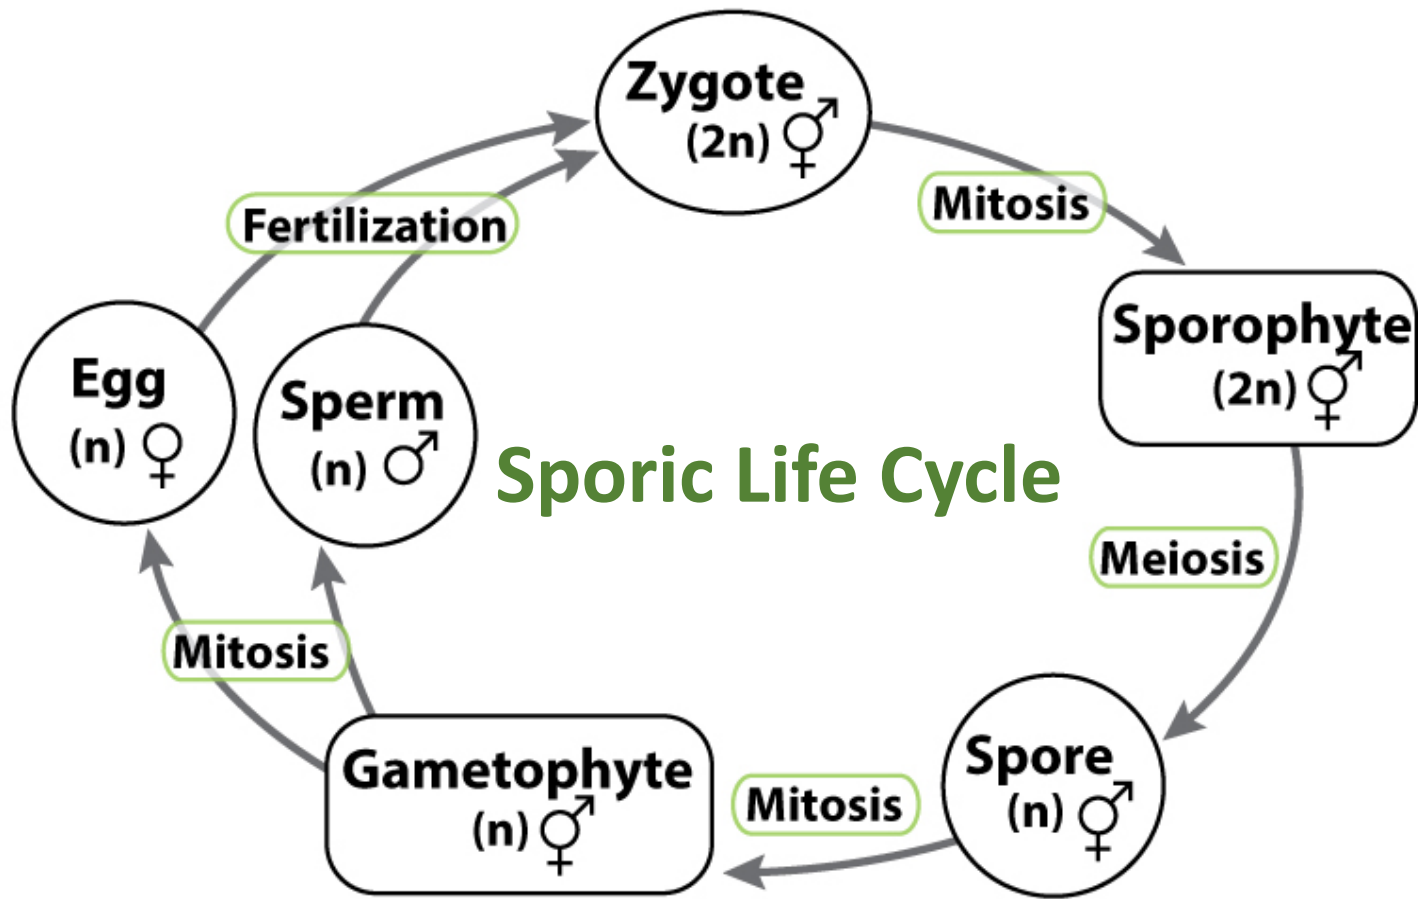 Zygote
(2n) ⚥
Fertilization
Mitosis
Sporophyte
(2n) ⚥
Egg
(n) ♀
Sperm
(n) ♂
Sporic Life Cycle
Meiosis
Mitosis
Gametophyte
(n) ⚥
Mitosis
Spore
(n) ⚥